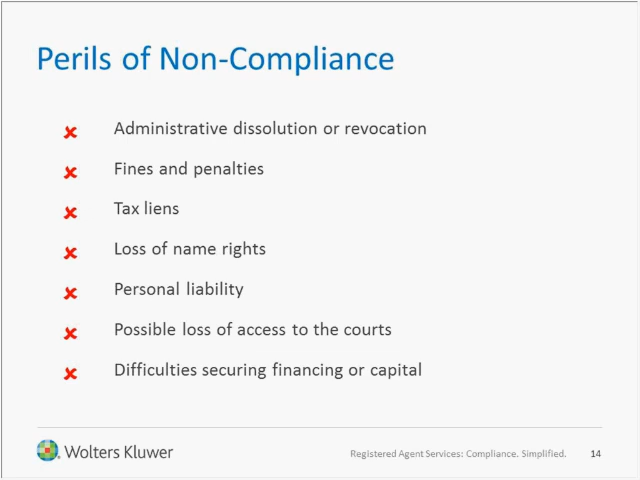 Perils of Non-Compliance
Administrative dissolution or revocation
Fines and penalties
Tax liens
Loss of name rights
Personal liability
Possible loss of access to the courts
Difficulties securing financing or capital
Wolters Kluwer
Registered Agent Services: Compliance. Simplified. 14